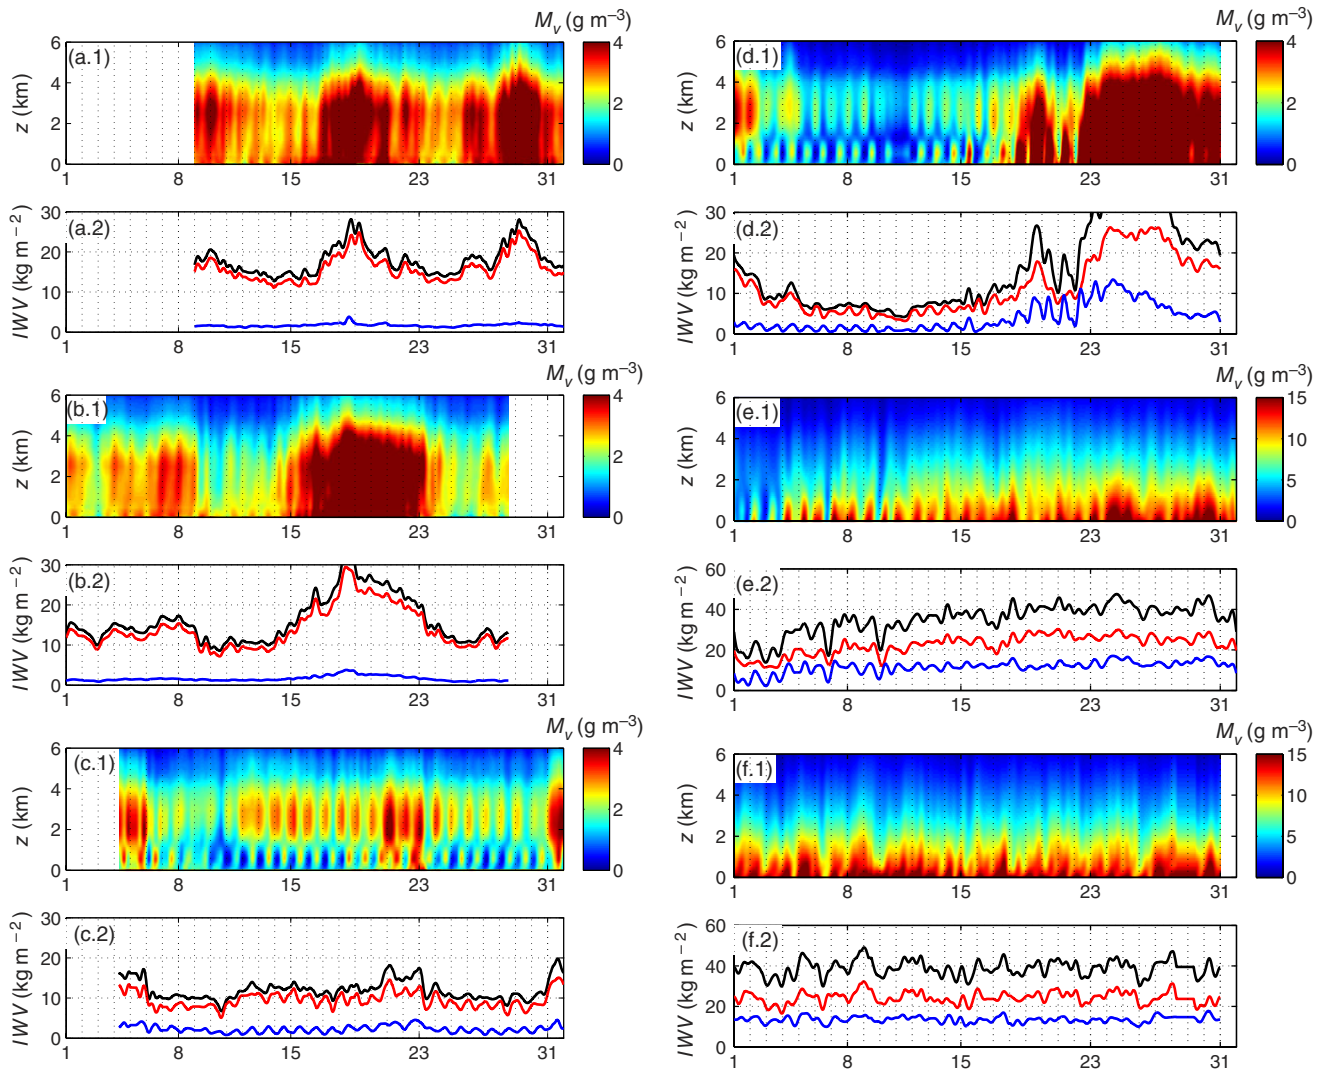 M_v (g m⁻³)
(a.1)
z (km)
6
4
2
0
1 8 15 23 31
4
2
0
(a.2)
IWV (kg m⁻²)
30
20
10
0
1 8 15 23 31
M_v (g m⁻³)
(b.1)
z (km)
6
4
2
0
1 8 15 23 31
4
2
0
(b.2)
IWV (kg m⁻²)
30
20
10
0
1 8 15 23 31
M_v (g m⁻³)
(c.1)
z (km)
6
4
2
0
1 8 15 23 31
4
2
0
(c.2)
IWV (kg m⁻²)
30
20
10
0
1 8 15 23 31
M_v (g m⁻³)
(d.1)
z (km)
6
4
2
0
1 8 15 23 31
4
2
0
(d.2)
IWV (kg m⁻²)
30
20
10
0
1 8 15 23 31
M_v (g m⁻³)
(e.1)
z (km)
6
4
2
0
1 8 15 23 31
15
10
5
0
(e.2)
IWV (kg m⁻²)
60
40
20
0
1 8 15 23 31
M_v (g m⁻³)
(f.1)
z (km)
6
4
2
0
1 8 15 23 31
15
10
5
0
(f.2)
IWV (kg m⁻²)
60
40
20
0
1 8 15 23 31